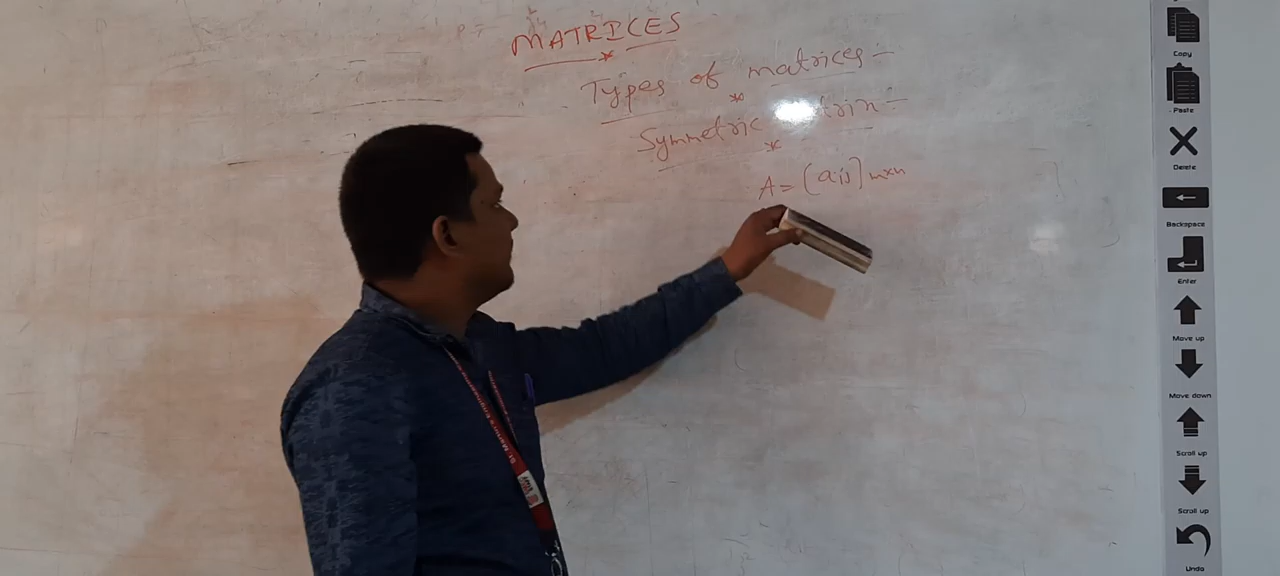 MATRICES
Types of matrices:-
Symmetric
A = [aij]m×n
Copy
Paste
Delete
Backspace
Enter
Move up
Move down
Scroll up
Scroll up
Undo